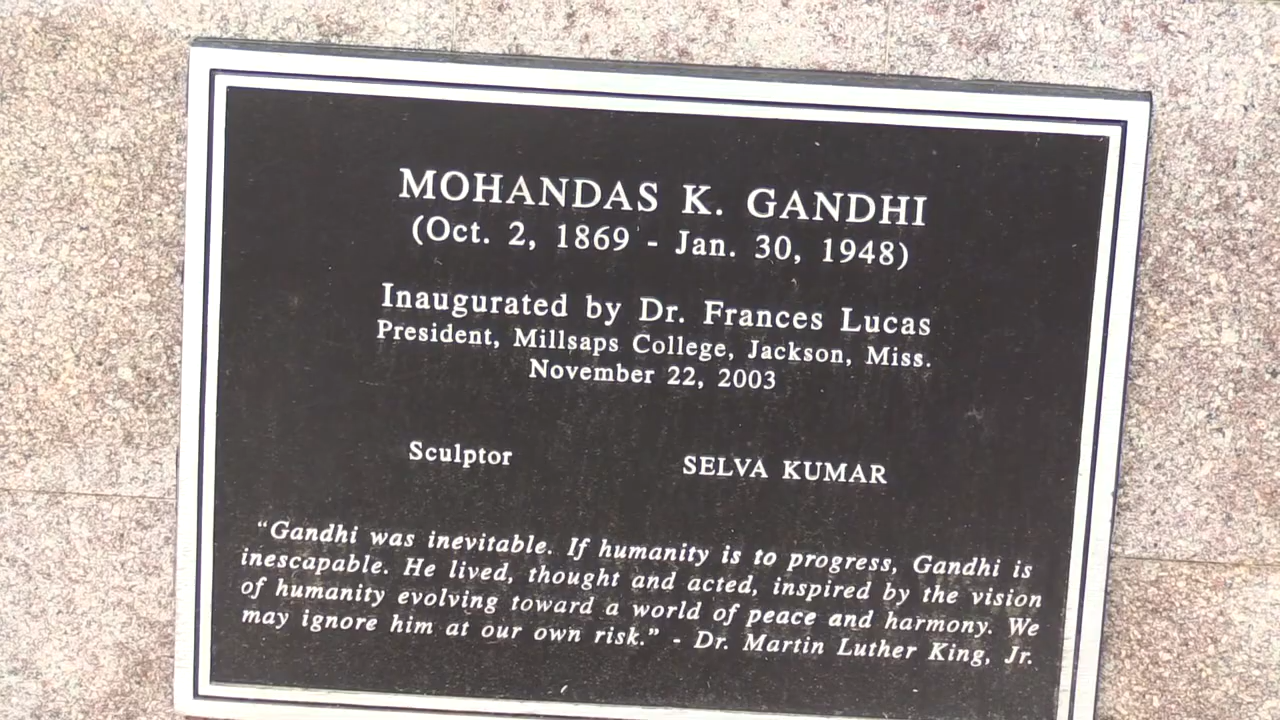 MOHANDAS K. GANDHI
(Oct. 2, 1869 - Jan. 30, 1948)
Inaugurated by Dr. Frances Lucas
President, Millsaps College, Jackson, Miss.
November 22, 2003
Sculptor SELVA KUMAR
“Gandhi was inevitable. If humanity is to progress, Gandhi is
inescapable. He lived, thought and acted, inspired by the vision
of humanity evolving toward a world of peace and harmony. We
may ignore him at our own risk.” - Dr. Martin Luther King, Jr.